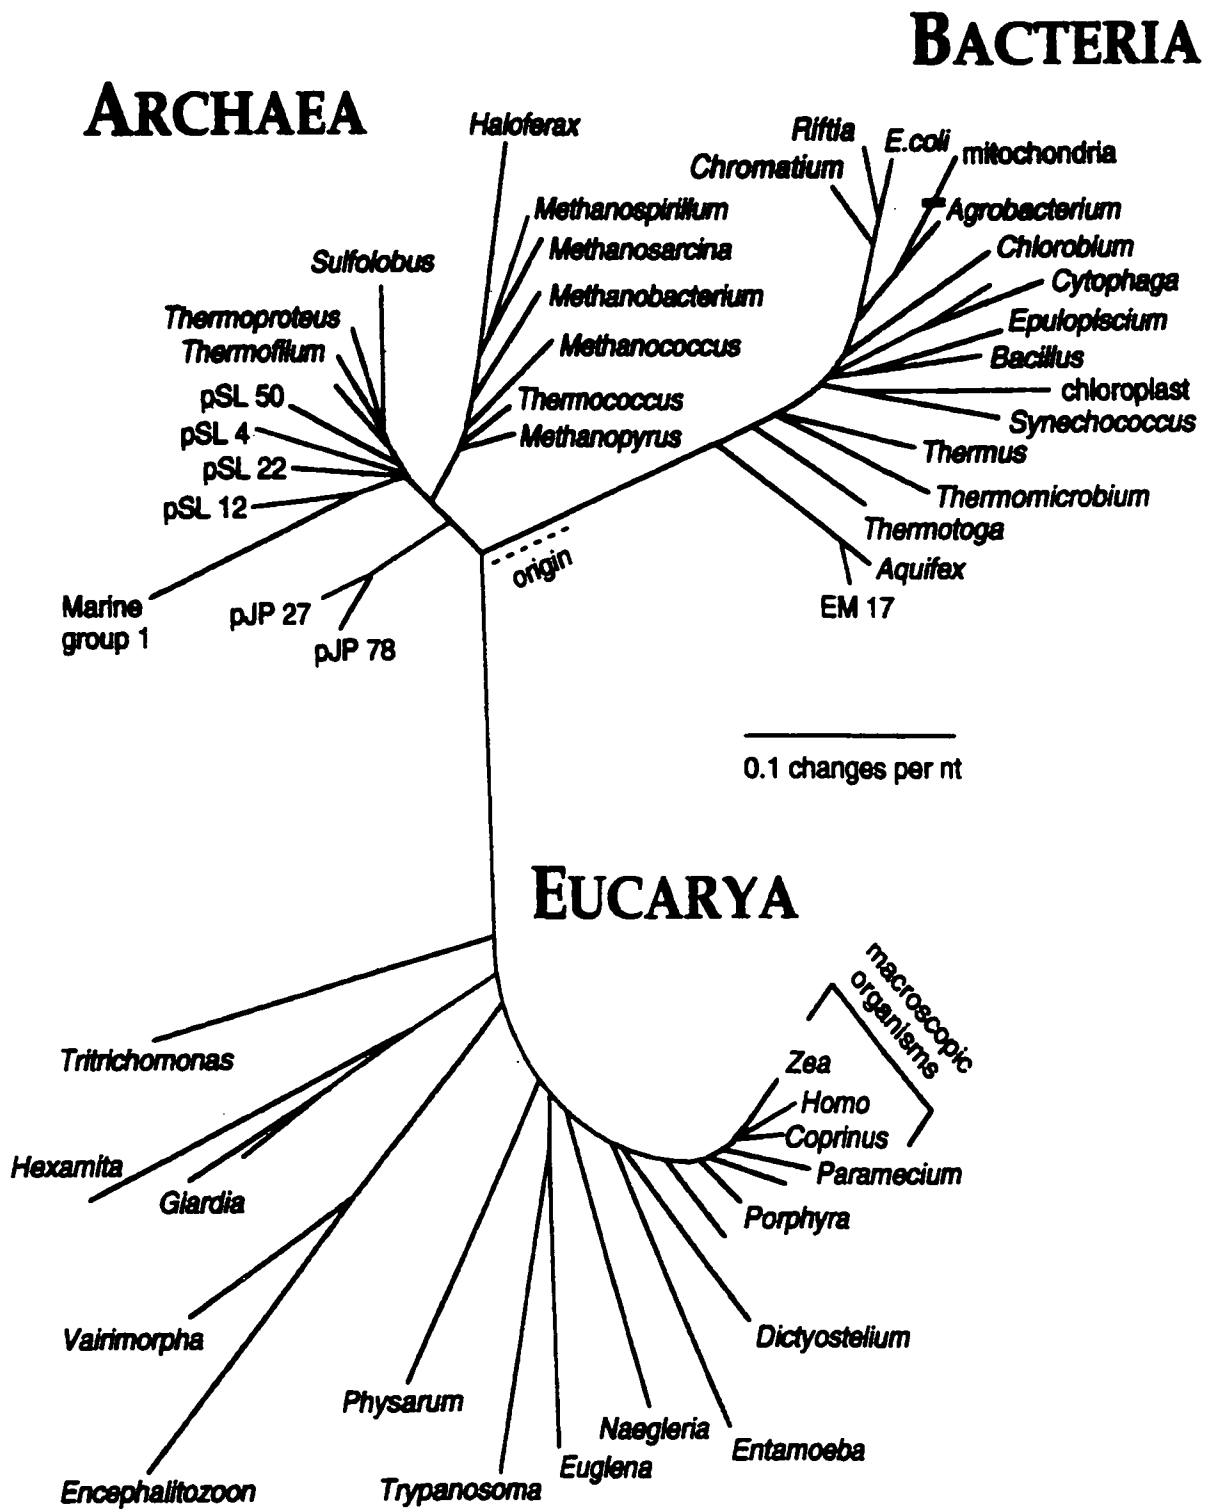 BACTERIA
ARCHAEA
Haloferax
Riftia
E.coli
mitochondria
Chromatium
Methanospirillum
Agrobacterium
Methanosarcina
Chlorobium
Sulfolobus
Cytophaga
Methanobacterium
Thermoproteus
Epulopiscium
Methanococcus
Thermofilum
Bacillus
pSL 50
Thermococcus
chloroplast
pSL 4
Methanopyrus
Synechococcus
pSL 22
Thermus
pSL 12
Thermomicrobium
Thermotoga
origin
Aquifex
EM 17
Marine
group 1
pJP 27
pJP 78
0.1 changes per nt
EUCARYA
macroscopic
organisms
Tritrichomonas
Zea
Homo
Coprinus
Hexamita
Paramecium
Giardia
Porphyra
Vairimorpha
Dictyostelium
Physarum
Naegleria
Entamoeba
Euglena
Encephalitozoon
Trypanosoma